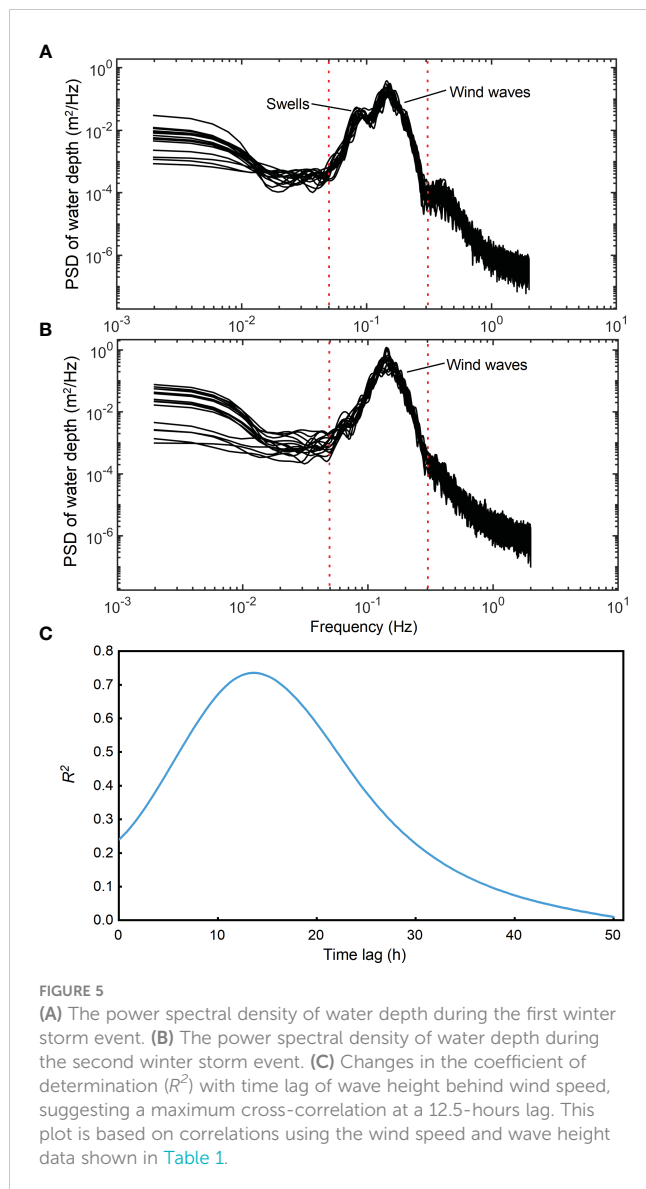 A
10^0
10^-2
10^-4
10^-6
PSD of water depth (m^2/Hz)
Swells
Wind waves
10^-3
10^-2
10^-1
10^0
10^1
B
10^0
10^-2
10^-4
10^-6
PSD of water depth (m^2/Hz)
Wind waves
10^-3
10^-2
10^-1
10^0
10^1
Frequency (Hz)
C
0.8
0.7
0.6
0.5
0.4
0.3
0.2
0.1
0.0
R^2
0
10
20
30
40
50
Time lag (h)
FIGURE 5
(A) The power spectral density of water depth during the first winter
storm event. (B) The power spectral density of water depth during
the second winter storm event. (C) Changes in the coefficient of
determination (R^2) with time lag of wave height behind wind speed,
suggesting a maximum cross-correlation at a 12.5-hours lag. This
plot is based on correlations using the wind speed and wave height
data shown in Table 1.